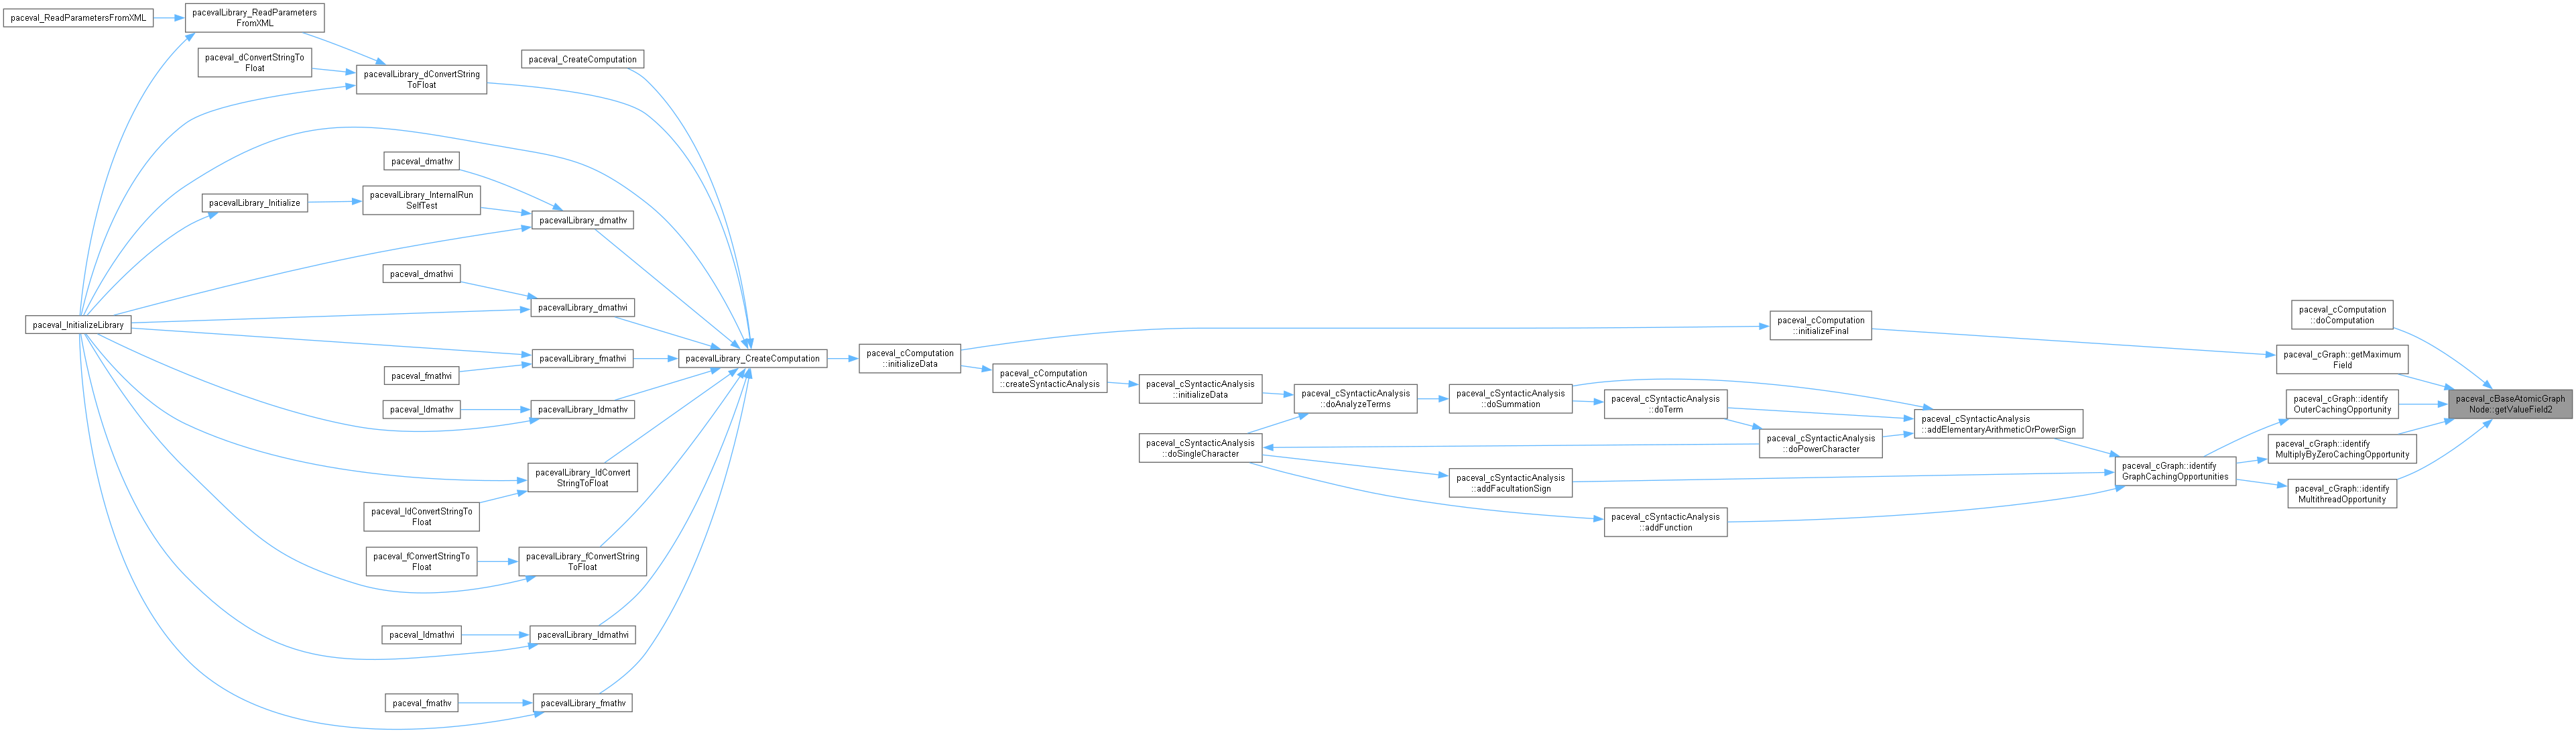 paceval_ReadParametersFromXML
pacevalLibrary_ReadParameters
FromXML
paceval_dConvertStringTo
Float
pacevalLibrary_dConvertString
ToFloat
paceval_CreateComputation
paceval_dmathv
pacevalLibrary_InternalRun
SelfTest
pacevalLibrary_Initialize
pacevalLibrary_dmathv
paceval_dmathvi
pacevalLibrary_dmathvi
paceval_InitializeLibrary
pacevalLibrary_fmathvi
paceval_fmathvi
pacevalLibrary_CreateComputation
paceval_ldmathv
pacevalLibrary_ldmathv
pacevalLibrary_ldConvert
StringToFloat
paceval_ldConvertStringTo
Float
paceval_fConvertStringTo
Float
pacevalLibrary_fConvertString
ToFloat
paceval_ldmathvi
pacevalLibrary_ldmathvi
paceval_fmathv
pacevalLibrary_fmathv
paceval_cComputation
::initializeData
paceval_cComputation
::createSyntacticAnalysis
paceval_cSyntacticAnalysis
::initializeData
paceval_cSyntacticAnalysis
::doAnalyzeTerms
paceval_cSyntacticAnalysis
::doSingleCharacter
paceval_cSyntacticAnalysis
::doSummation
paceval_cSyntacticAnalysis
::addFacultationSign
paceval_cSyntacticAnalysis
::doTerm
paceval_cSyntacticAnalysis
::addFunction
paceval_cSyntacticAnalysis
::doPowerCharacter
paceval_cComputation
::initializeFinal
paceval_cSyntacticAnalysis
::addElementaryArithmeticOrPowerSign
paceval_cGraph::identify
GraphCachingOpportunities
paceval_cComputation
::doComputation
paceval_cGraph::getMaximum
Field
paceval_cGraph::identify
OuterCachingOpportunity
paceval_cGraph::identify
MultiplyByZeroCachingOpportunity
paceval_cGraph::identify
MultithreadOpportunity
paceval_cBaseAtomicGraph
Node::getValueField2